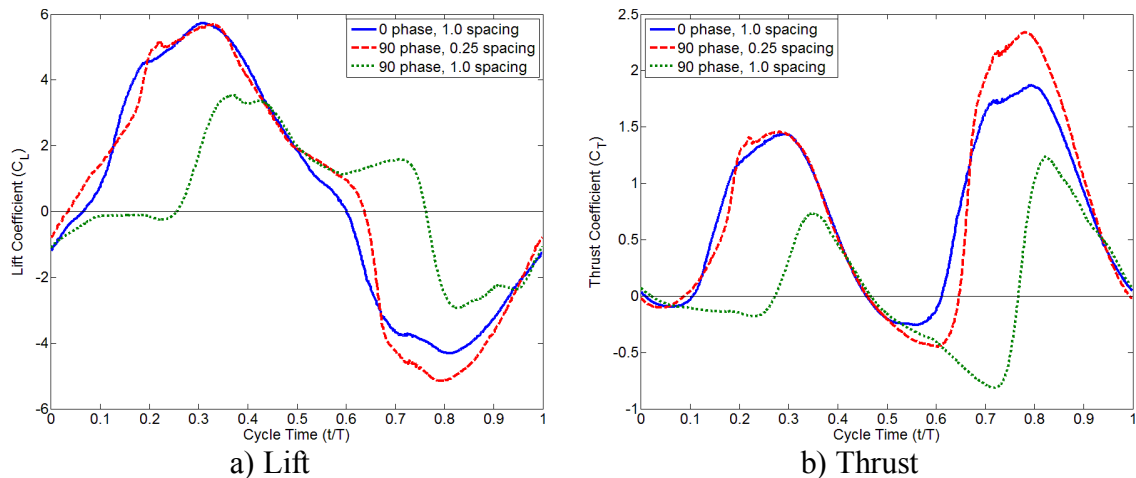 6
4
2
0
-2
-4
-6
Lift Coefficient (C_L)
0 phase, 1.0 spacing
90 phase, 0.25 spacing
90 phase, 1.0 spacing
0 0.1 0.2 0.3 0.4 0.5 0.6 0.7 0.8 0.9 1
Cycle Time (t/T)
a) Lift
2.5
2
1.5
1
0.5
0
-0.5
-1
Thrust Coefficient (C_T)
0 phase, 1.0 spacing
90 phase, 0.25 spacing
90 phase, 1.0 spacing
0 0.1 0.2 0.3 0.4 0.5 0.6 0.7 0.8 0.9 1
Cycle Time (t/T)
b) Thrust